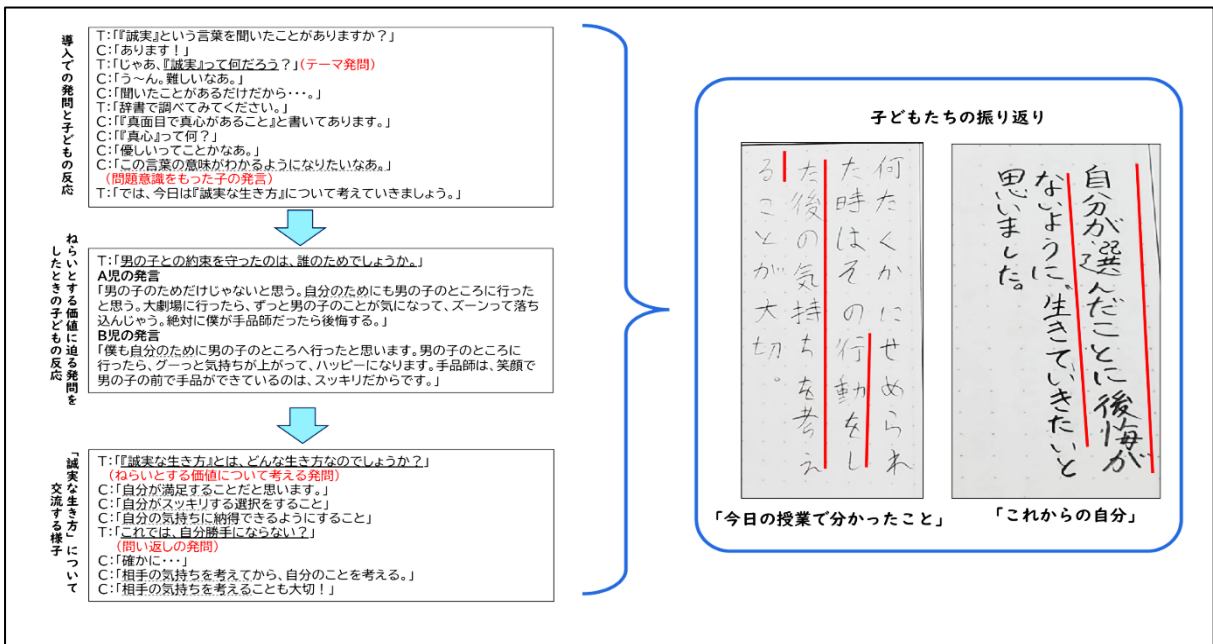 導入での発問と子どもの反応
T:「『誠実』という言葉を聞いたことがありますか？」
C:「あります！」
T:「じゃあ、『誠実』って何だろう？」(テーマ発問)
C:「う～ん。難しいなあ。」
C:「聞いたことがあるだけだから・・・。」
T:「辞書で調べてみてください。」
C:「『真面目で真心があること』と書いてあります。」
C:「『真心』って何？」
C:「優しいってことかなあ。」
C:「この言葉の意味がわかるようになりたいなあ。」
(問題意識をもった子の発言)
T:「では、今日は『誠実な生き方』について考えていきましょう。」
ねらいとする価値に迫る発問を
したときの子どもの反応
T:「男の子との約束を守ったのは、誰のためでしょうか。」
A児の発言
「男の子のためだけじゃないと思う。自分のためにも男の子のところに行った
と思う。大劇場に行ったら、ずっと男の子のことが気になって、ズーンって落ち
込んじゃう。絶対に僕が手品師だったら後悔する。」
B児の発言
「僕も自分のために男の子のところへ行ったと思います。男の子のところに
行ったら、グーっと気持ちが上がって、ハッピーになります。手品師は、笑顔で
男の子の前で手品ができているのは、スッキリだからです。」
「誠実な生き方」について
交流する様子
T:「『誠実な生き方』とは、どんな生き方なのでしょうか？」
(ねらいとする価値について考える発問)
C:「自分が満足することだと思います。」
C:「自分がスッキリする選択をすること」
C:「自分の気持ちに納得できるようにすること」
T:「これでは、自分勝手にならない？」
(問い返しの発問)
C:「確かに・・・」
C:「相手の気持ちを考えてから、自分のことを考える。」
C:「相手の気持ちを考えることも大切！」
子どもたちの振り返り
何たくかにせめられ
た時はその行動をし
た後の気持ちを考え
ることが大切。
「今日の授業で分かったこと」
自分が選んだことに後悔が
ないように、生きていきたいと
思いました。
「これからの自分」